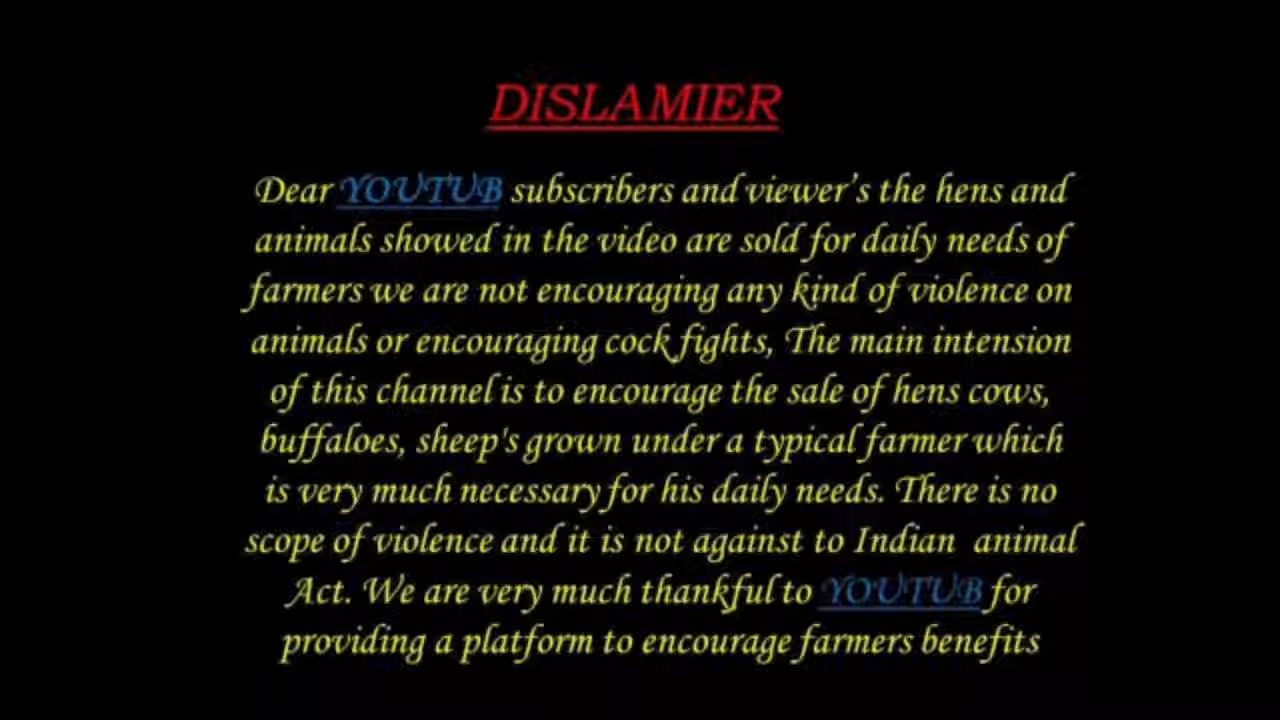 DISLAMIER
Dear YOUTUB subscribers and viewer's the hens and
animals showed in the video are sold for daily needs of
farmers we are not encouraging any kind of violence on
animals or encouraging cock fights, The main intension
of this channel is to encourage the sale of hens cows,
buffaloes, sheep's grown under a typical farmer which
is very much necessary for his daily needs. There is no
scope of violence and it is not against to Indian animal
Act. We are very much thankful to YOUTUB for
providing a platform to encourage farmers benefits